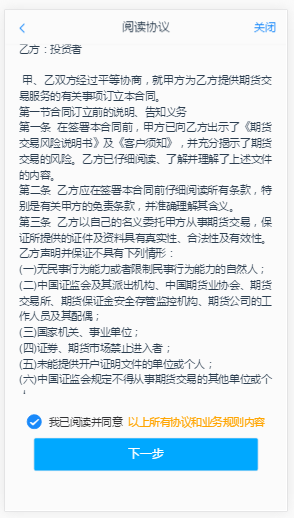 阅读协议
关闭
乙方：投资者
甲、乙双方经过平等协商，就甲方为乙方提供期货交
易服务的有关事项订立本合同。
第一节合同订立前的说明、告知义务
第一条 在签署本合同前，甲方已向乙方出示了《期货
交易风险说明书》及《客户须知》，并充分揭示了期货
交易的风险。乙方已仔细阅读、了解并理解了上述文件
的内容。
第二条 乙方应在签署本合同前仔细阅读所有条款，特
别是有关甲方的免责条款，并准确理解其含义。
第三条 乙方以自己的名义委托甲方从事期货交易，保
证所提供的证件及资料具有真实性、合法性及有效性。
乙方声明并保证不具有下列情形：
(一)无民事行为能力或者限制民事行为能力的自然人；
(二)中国证监会及其派出机构、中国期货业协会、期货
交易所、期货保证金安全存管监控机构、期货公司的工
作人员及其配偶；
(三)国家机关、事业单位；
(四)证券、期货市场禁止进入者；
(五)未能提供开户证明文件的单位或个人；
(六)中国证监会规定不得从事期货交易的其他单位或个
我已阅读并同意 以上所有协议和业务规则内容
下一步